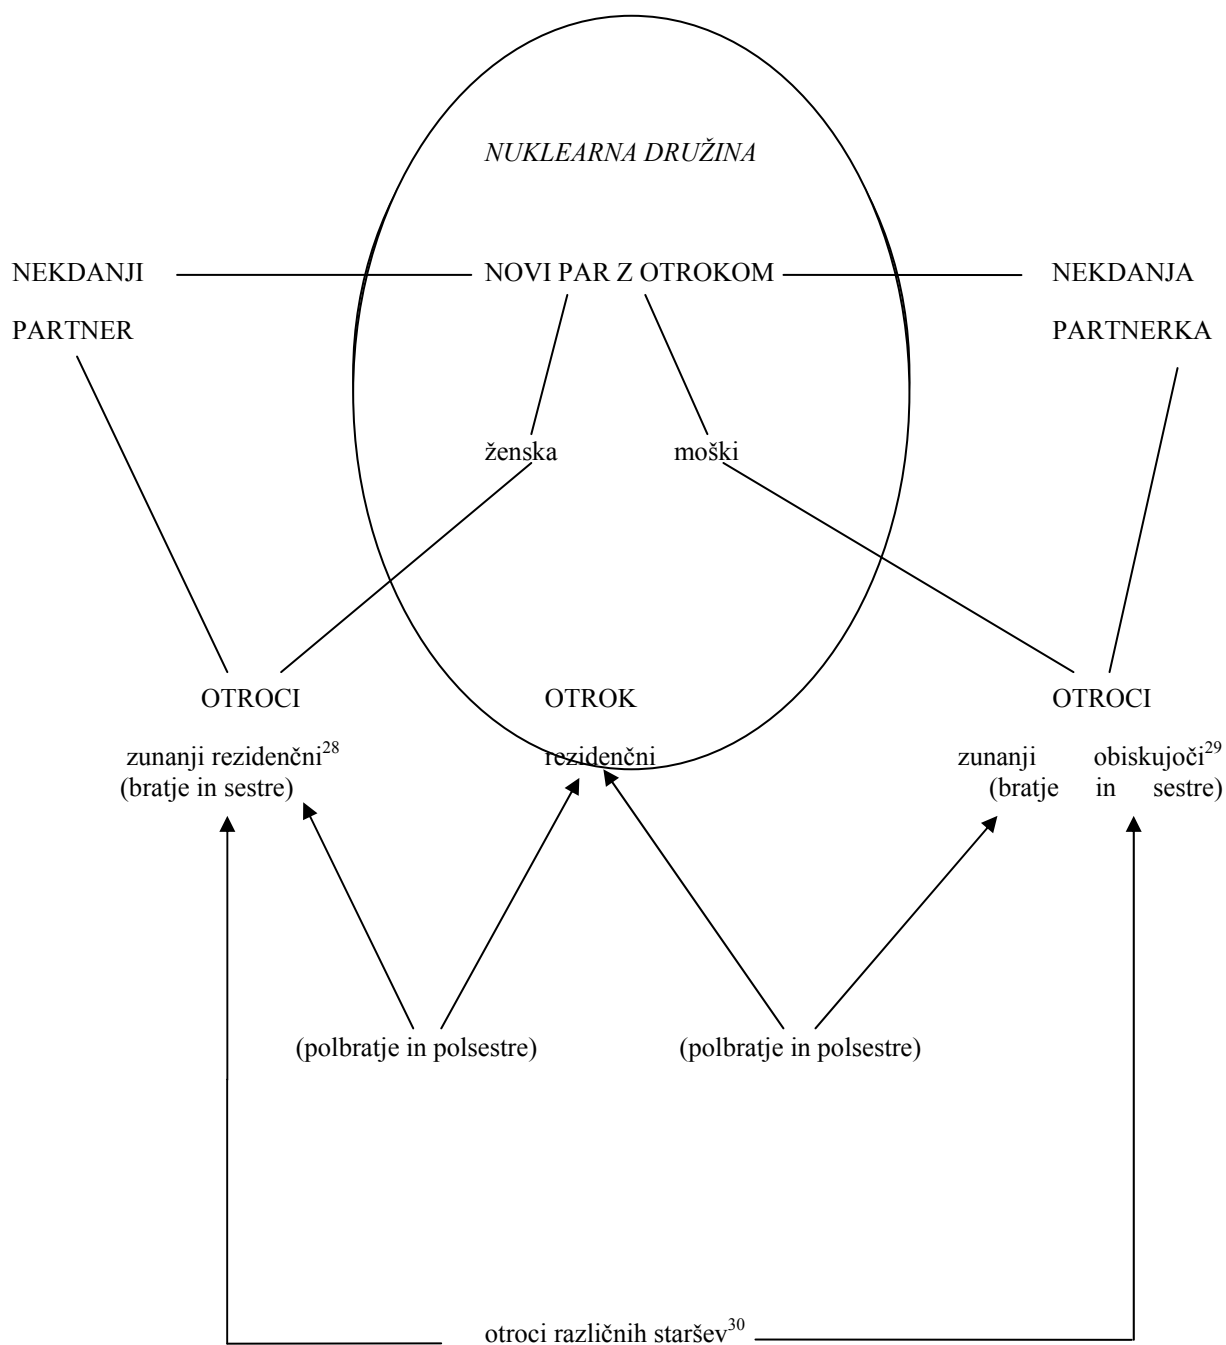 NUKLEARNA DRUŽINA
NEKDANJI NOVI PAR Z OTROKOM NEKDANJA
PARTNER PARTNERKA
ženska moški
OTROCI OTROK OTROCI
zunanji rezidenčni28 rezidenčni zunanji obiskujoči29
(bratje in sestre) (bratje in sestre)
(polbratje in polsestre) (polbratje in polsestre)
otroci različnih staršev30